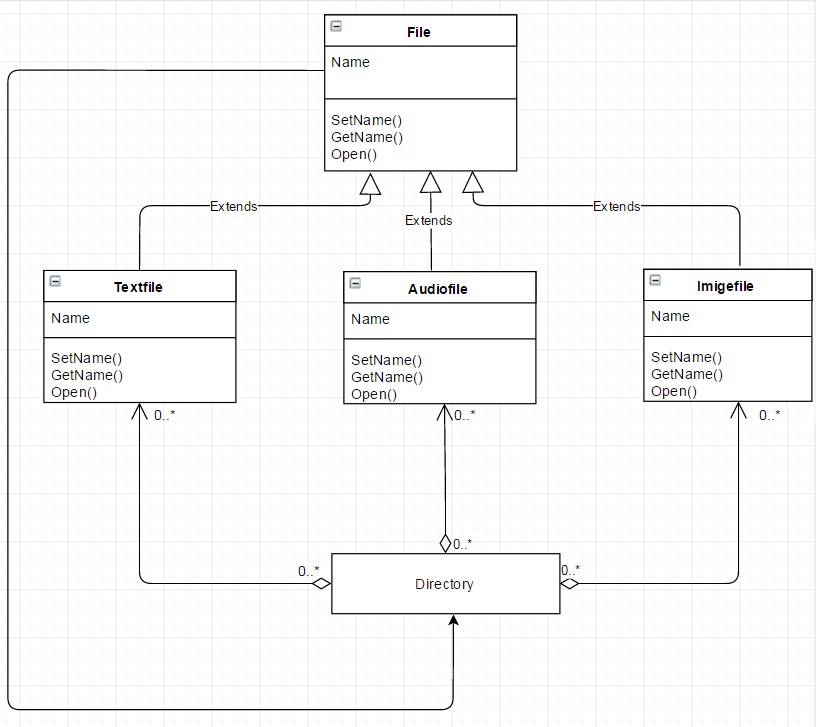 File
Name
SetName()
GetName()
Open()
Extends
Extends
Extends
Textfile
Name
SetName()
GetName()
Open()
Audiofile
Name
SetName()
GetName()
Open()
Imigefile
Name
SetName()
GetName()
Open()
0..*
0..*
0..*
0..*
0..*
0..*
Directory